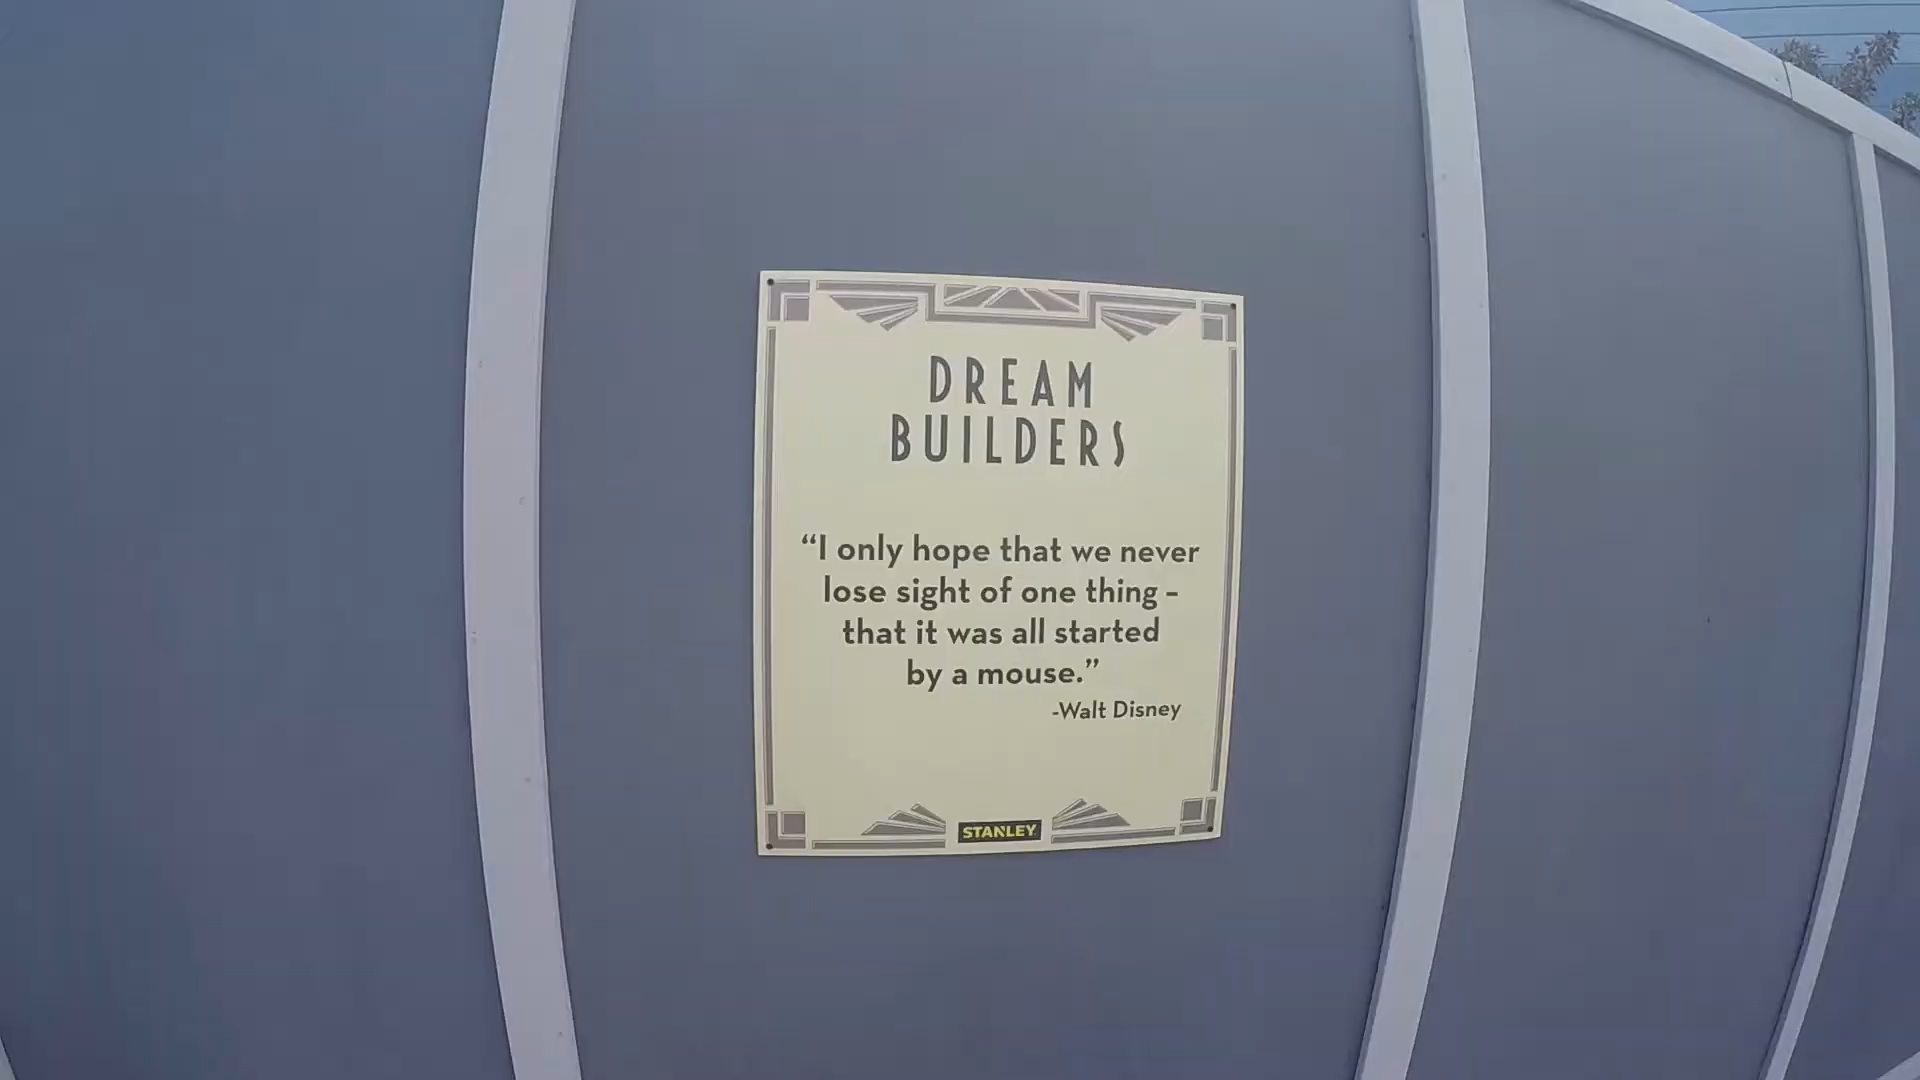 DREAM
BUILDERS
“I only hope that we never
lose sight of one thing –
that it was all started
by a mouse.”
-Walt Disney
STANLEY